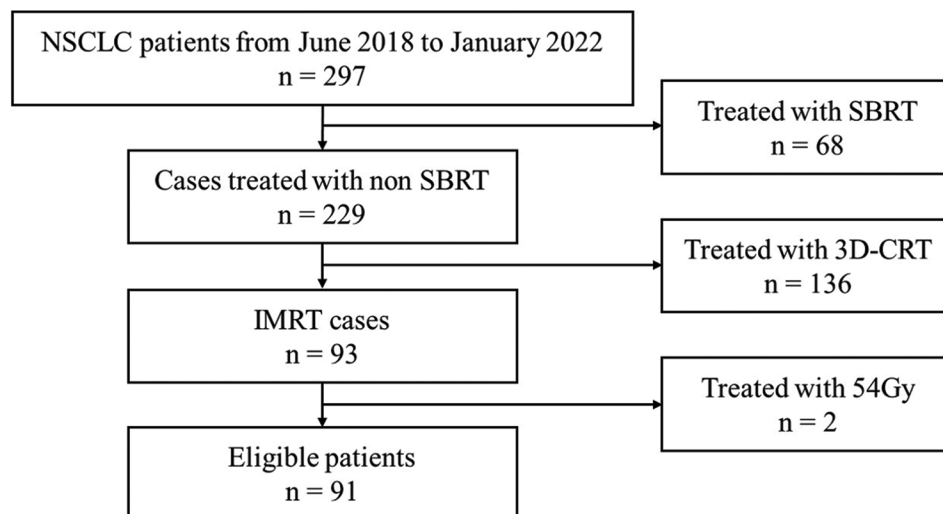 NSCLC patients from June 2018 to January 2022
n = 297
Treated with SBRT
n = 68
Cases treated with non SBRT
n = 229
Treated with 3D-CRT
n = 136
IMRT cases
n = 93
Treated with 54Gy
n = 2
Eligible patients
n = 91